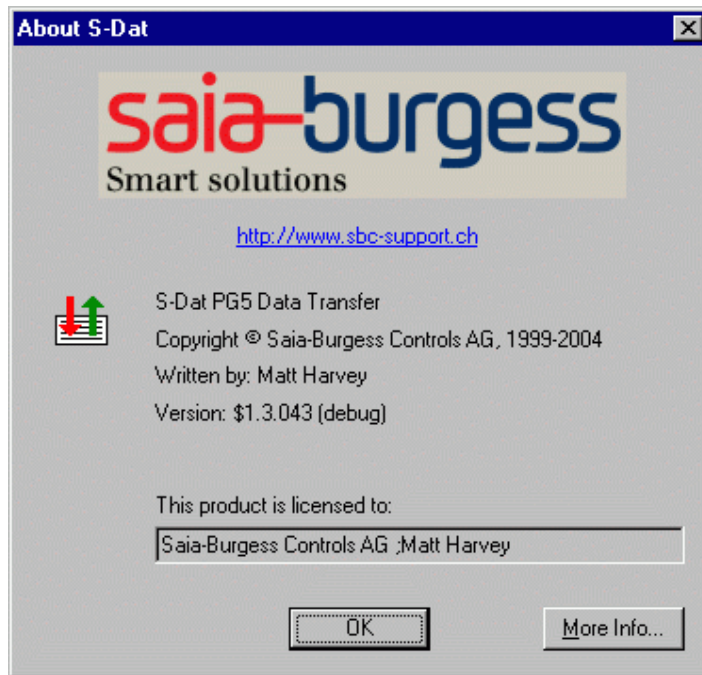 About S-Dat
saia-burgess
Smart solutions
http://www.sbc-support.ch
S-Dat PG5 Data Transfer
Copyright © Saia-Burgess Controls AG, 1999-2004
Written by: Matt Harvey
Version: $1.3.043 (debug)
This product is licensed to:
Saia-Burgess Controls AG ;Matt Harvey
OK
More Info...